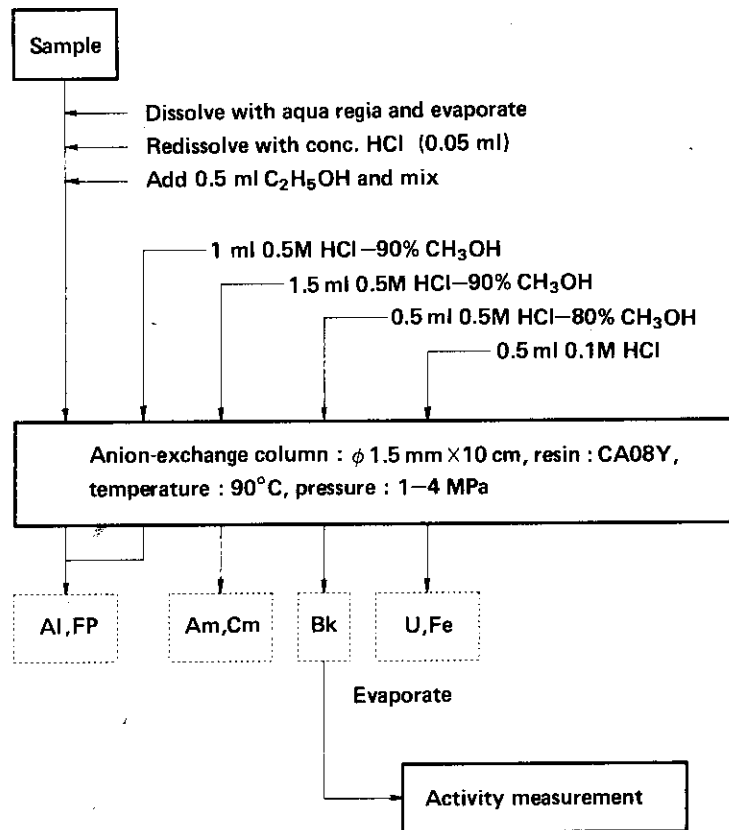 Sample
Dissolve with aqua regia and evaporate
Redissolve with conc. HCl (0.05 ml)
Add 0.5 ml C₂H₅OH and mix
1 ml 0.5M HCl–90% CH₃OH
1.5 ml 0.5M HCl–90% CH₃OH
0.5 ml 0.5M HCl–80% CH₃OH
0.5 ml 0.1M HCl
Anion-exchange column : φ 1.5 mm × 10 cm, resin : CA08Y,
temperature : 90°C, pressure : 1–4 MPa
Al,FP
Am,Cm
Bk
U,Fe
Evaporate
Activity measurement